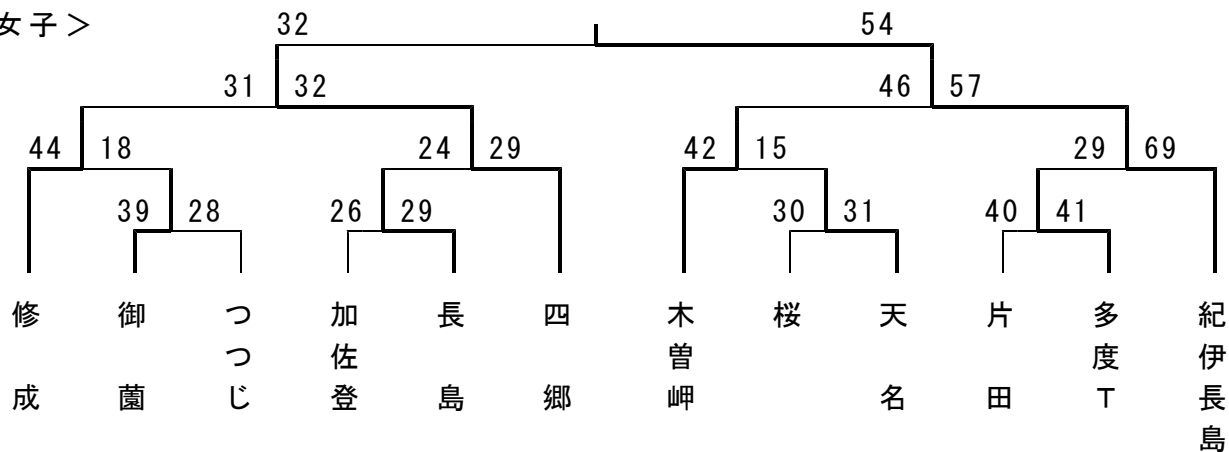 女子＞
32 54
31 32 46 57
44 18 24 29 42 15 29 69
39 28 26 29 30 31 40 41
修成
御薗
つつじ
加佐登
長島
四郷
木曽岬
桜
天名
片田
多度T
紀伊長島